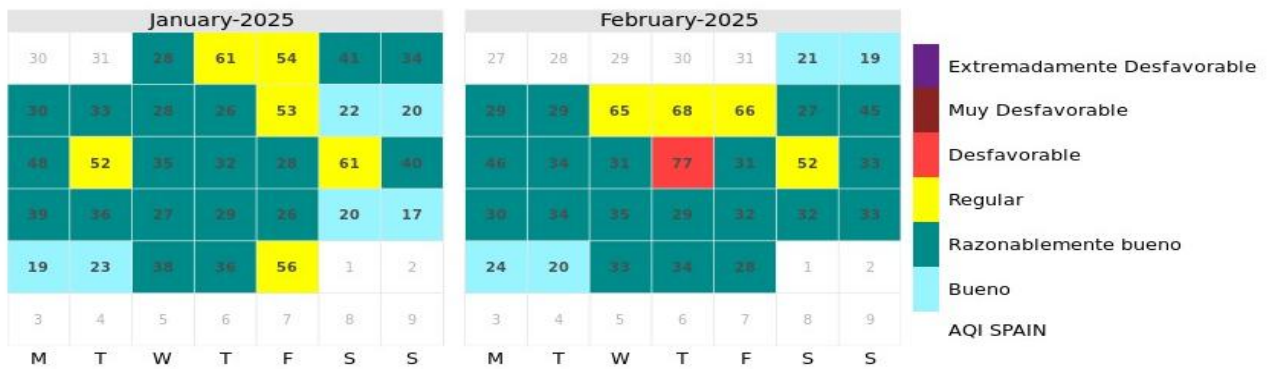 January-2025
30 31 28 61 54 41 34
30 33 28 26 53 22 20
48 52 35 32 28 61 40
39 36 27 29 26 20 17
19 23 38 36 56 1 2
3 4 5 6 7 8 9
M T W T F S S
February-2025
27 28 29 30 31 21 19
29 29 65 68 66 27 45
46 34 31 77 31 52 33
30 34 35 29 32 32 33
24 20 33 34 28 1 2
3 4 5 6 7 8 9
M T W T F S S
Extremadamente Desfavorable
Muy Desfavorable
Desfavorable
Regular
Razonablemente bueno
Bueno
AQI SPAIN